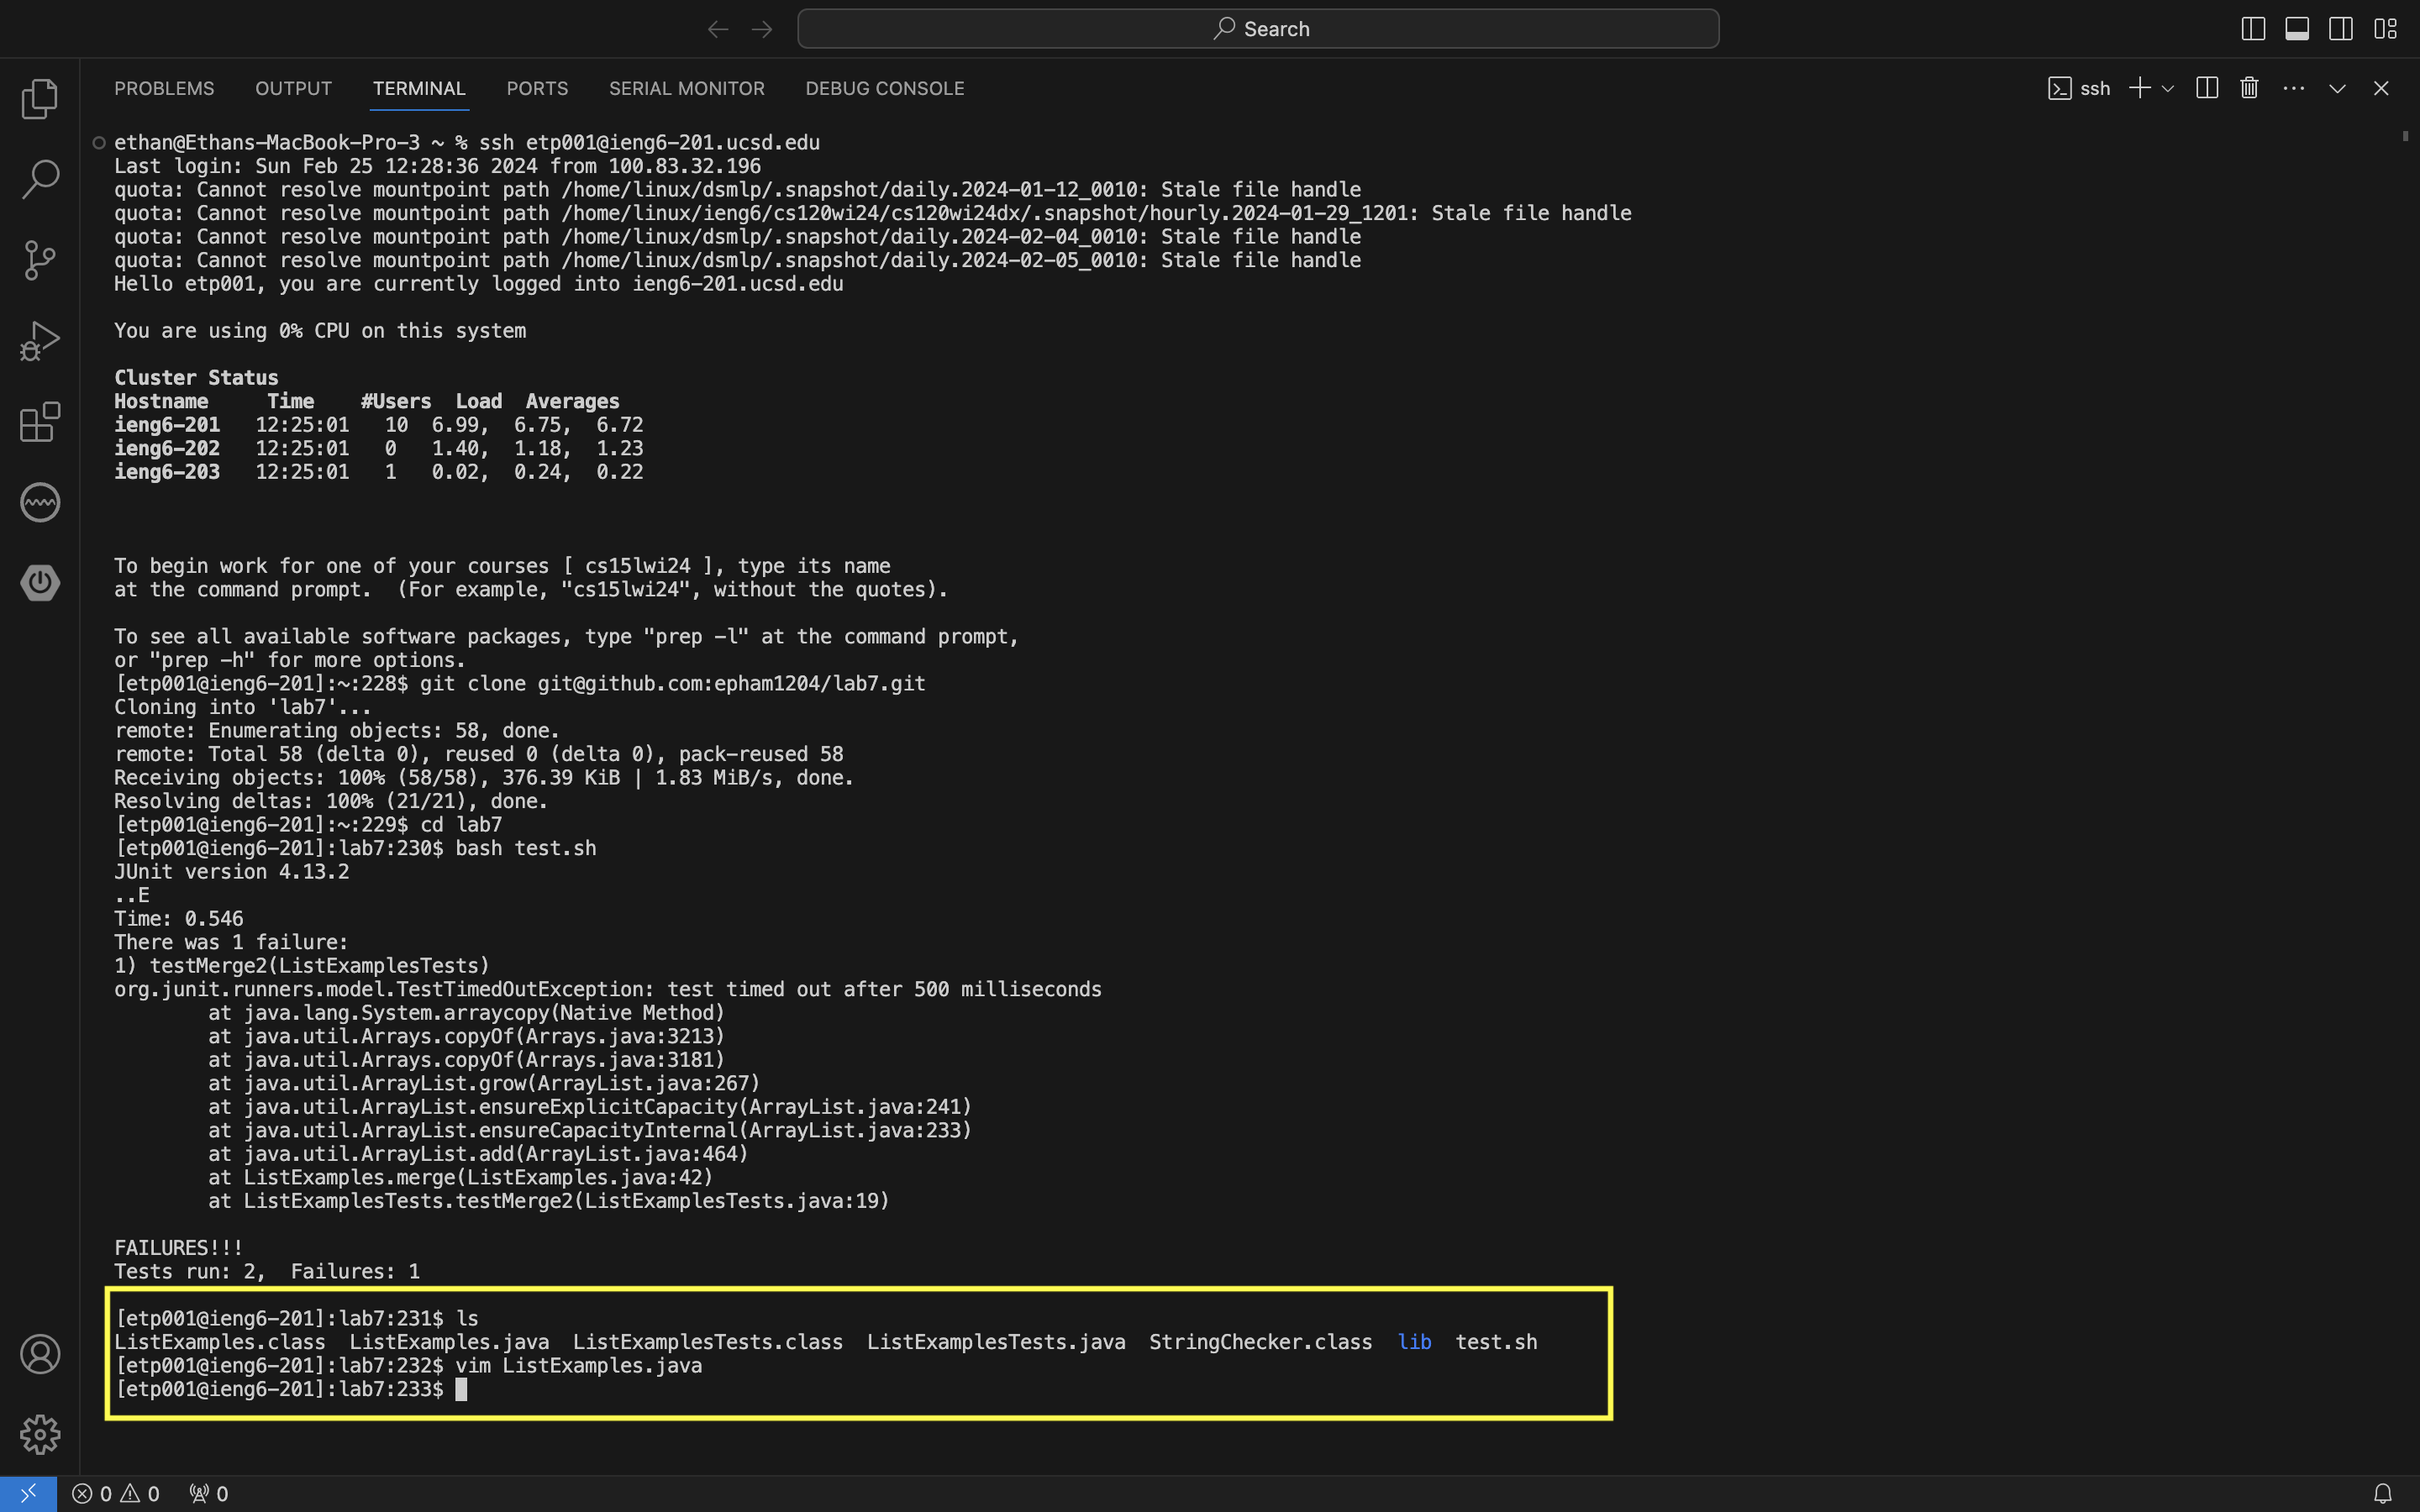 Search
PROBLEMS OUTPUT TERMINAL PORTS SERIAL MONITOR DEBUG CONSOLE ssh
ethan@Ethans-MacBook-Pro-3 ~ % ssh etp001@ieng6-201.ucsd.edu
Last login: Sun Feb 25 12:28:36 2024 from 100.83.32.196
quota: Cannot resolve mountpoint path /home/linux/dsmlp/.snapshot/daily.2024-01-12_0010: Stale file handle
quota: Cannot resolve mountpoint path /home/linux/ieng6/cs120wi24/cs120wi24dx/.snapshot/hourly.2024-01-29_1201: Stale file handle
quota: Cannot resolve mountpoint path /home/linux/dsmlp/.snapshot/daily.2024-02-04_0010: Stale file handle
quota: Cannot resolve mountpoint path /home/linux/dsmlp/.snapshot/daily.2024-02-05_0010: Stale file handle
Hello etp001, you are currently logged into ieng6-201.ucsd.edu
You are using 0% CPU on this system
Cluster Status
Hostname     Time    #Users  Load  Averages
ieng6-201   12:25:01   10  6.99,  6.75,  6.72
ieng6-202   12:25:01   0   1.40,  1.18,  1.23
ieng6-203   12:25:01   1   0.02,  0.24,  0.22
To begin work for one of your courses [ cs15lwi24 ], type its name
at the command prompt.  (For example, "cs15lwi24", without the quotes).
To see all available software packages, type "prep -l" at the command prompt,
or "prep -h" for more options.
[etp001@ieng6-201]:~:228$ git clone git@github.com:epham1204/lab7.git
Cloning into 'lab7'...
remote: Enumerating objects: 58, done.
remote: Total 58 (delta 0), reused 0 (delta 0), pack-reused 58
Receiving objects: 100% (58/58), 376.39 KiB | 1.83 MiB/s, done.
Resolving deltas: 100% (21/21), done.
[etp001@ieng6-201]:~:229$ cd lab7
[etp001@ieng6-201]:lab7:230$ bash test.sh
JUnit version 4.13.2
..E
Time: 0.546
There was 1 failure:
1) testMerge2(ListExamplesTests)
org.junit.runners.model.TestTimedOutException: test timed out after 500 milliseconds
        at java.lang.System.arraycopy(Native Method)
        at java.util.Arrays.copyOf(Arrays.java:3213)
        at java.util.Arrays.copyOf(Arrays.java:3181)
        at java.util.ArrayList.grow(ArrayList.java:267)
        at java.util.ArrayList.ensureExplicitCapacity(ArrayList.java:241)
        at java.util.ArrayList.ensureCapacityInternal(ArrayList.java:233)
        at java.util.ArrayList.add(ArrayList.java:464)
        at ListExamples.merge(ListExamples.java:42)
        at ListExamplesTests.testMerge2(ListExamplesTests.java:19)
FAILURES!!!
Tests run: 2,  Failures: 1
[etp001@ieng6-201]:lab7:231$ ls
ListExamples.class  ListExamples.java  ListExamplesTests.class  ListExamplesTests.java  StringChecker.class  lib  test.sh
[etp001@ieng6-201]:lab7:232$ vim ListExamples.java
[etp001@ieng6-201]:lab7:233$
0 0 0